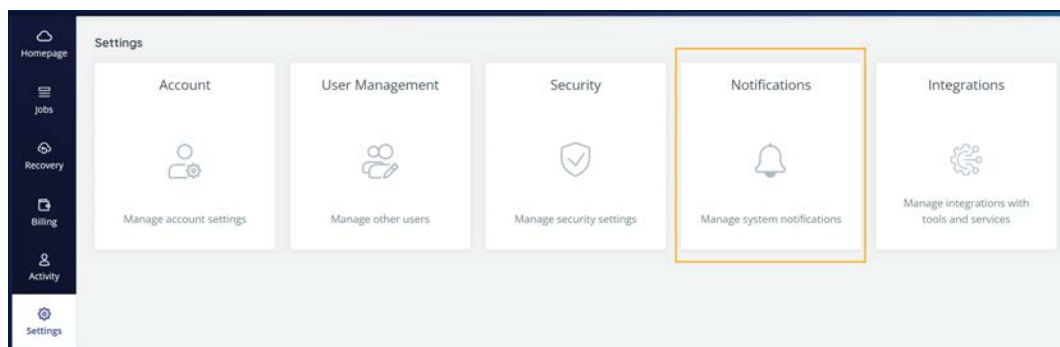 Homepage
Jobs
Recovery
Billing
Activity
Settings
Settings
Account
Manage account settings
User Management
Manage other users
Security
Manage security settings
Notifications
Manage system notifications
Integrations
Manage integrations with
tools and services